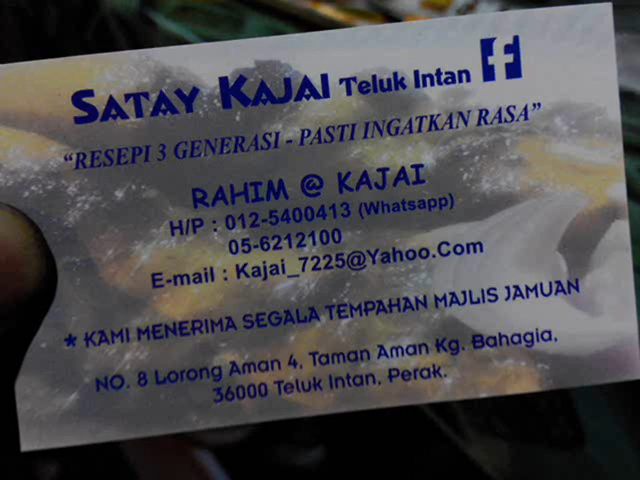 SATAY KAJAI Teluk Intan f
“RESEPI 3 GENERASI - PASTI INGATKAN RASA”
RAHIM @ KAJAI
H/P : 012-5400413 (Whatsapp)
05-6212100
E-mail : Kajai_7225@Yahoo.Com
* KAMI MENERIMA SEGALA TEMPAHAN MAJLIS JAMUAN
NO. 8 Lorong Aman 4, Taman Aman Kg. Bahagia,
36000 Teluk Intan, Perak.